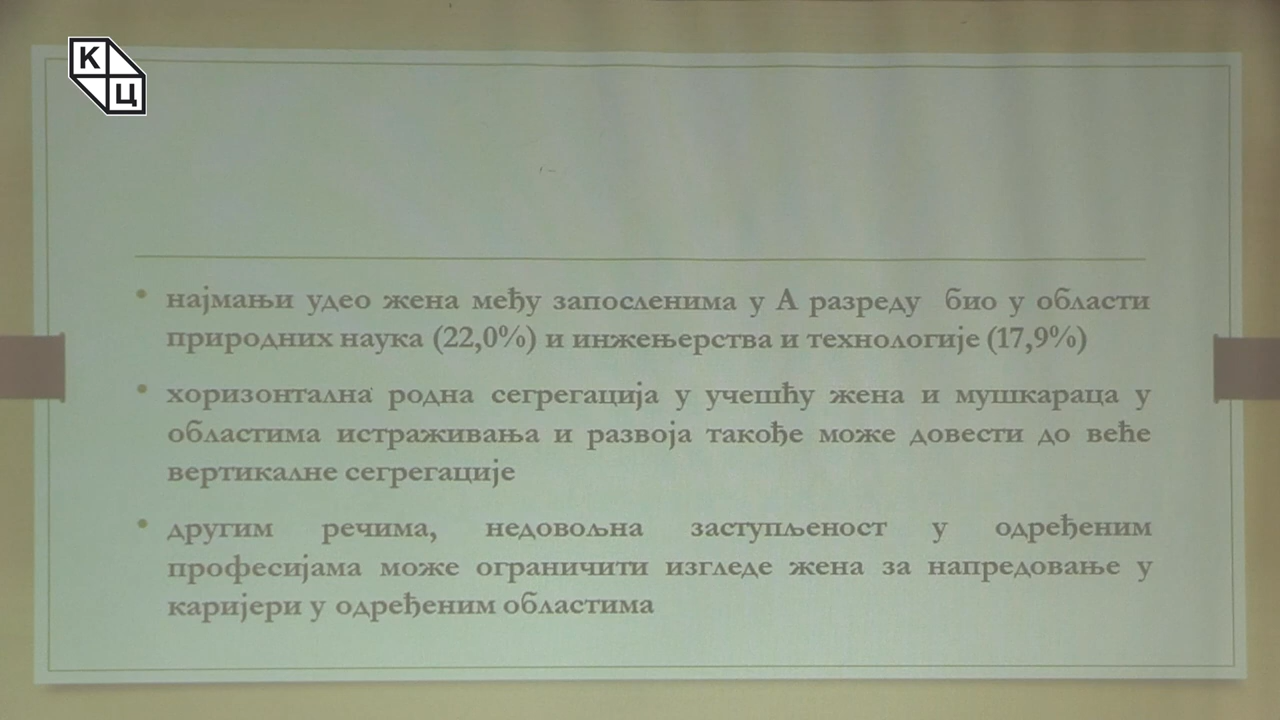 К
Ц
• најмањи удео жена међу запосленима у А разреду био у области
природних наука (22,0%) и инжењерства и технологије (17,9%)
• хоризонтална родна сегрегација у учешћу жена и мушкараца у
областима истраживања и развоја такође може довести до веће
вертикалне сегрегације
• другим речима, недовољна заступљеност у одређеним
професијама може ограничити изгледе жена за напредовање у
каријери у одређеним областима